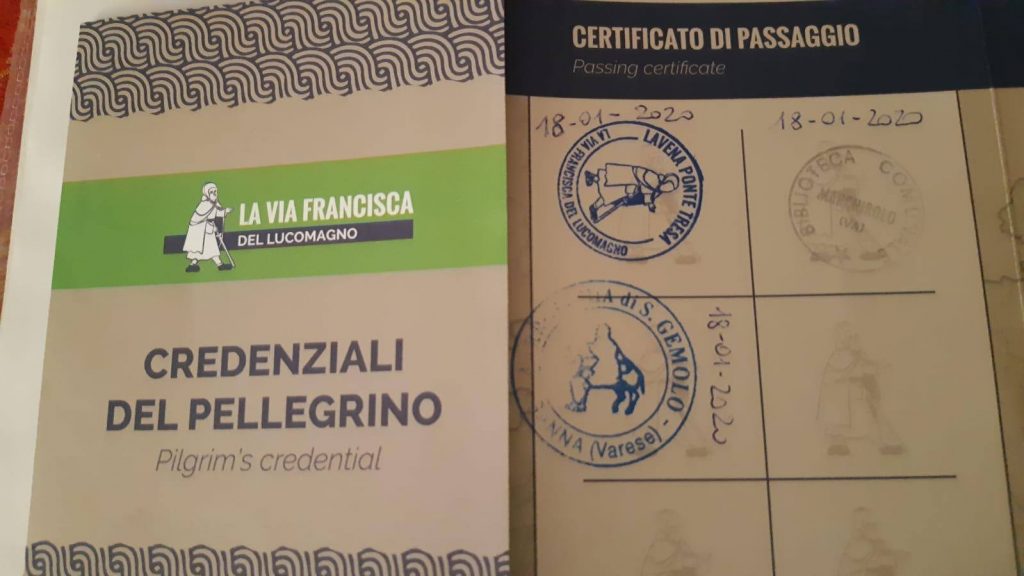 LA VIA FRANCISCA
DEL LUCOMAGNO
CREDENZIALI
DEL PELLEGRINO
Pilgrim's credential
CERTIFICATO DI PASSAGGIO
Passing certificate
18-01-2020
LAVENA PONTE TRESA
LA VIA FRANCISCA DEL LUCOMAGNO
18-01-2020
BIBLIOTECA
(VA)
di S. GEMOLO
(Varese)
18-01-2020